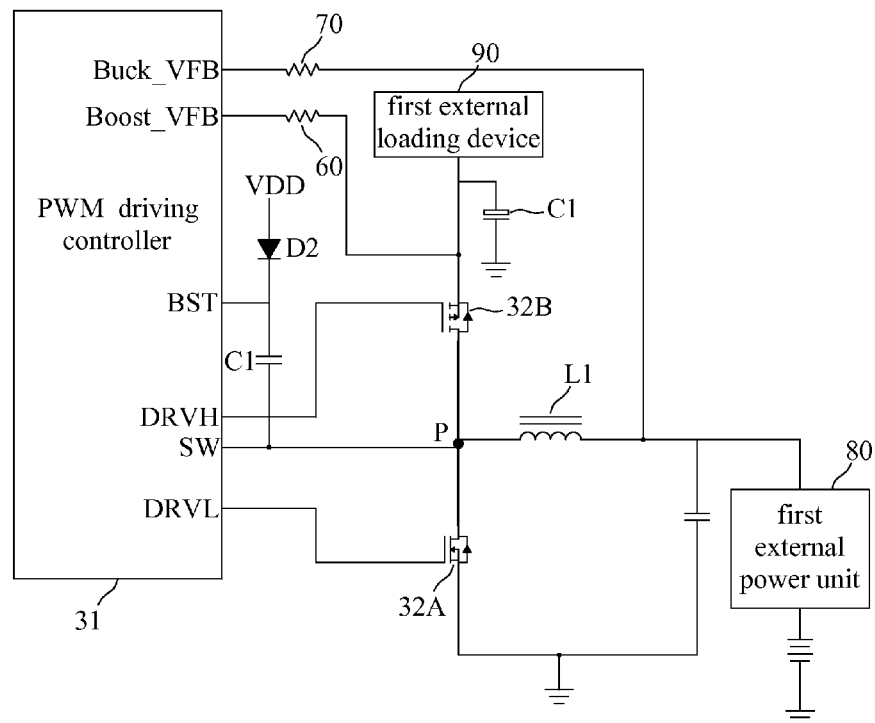 70
Buck_VFB
90
Boost_VFB
first external
loading device
60
VDD
C1
PWM driving
controller
D2
BST
32B
C1
L1
DRVH
P
SW
80
DRVL
first
external
power unit
32A
31